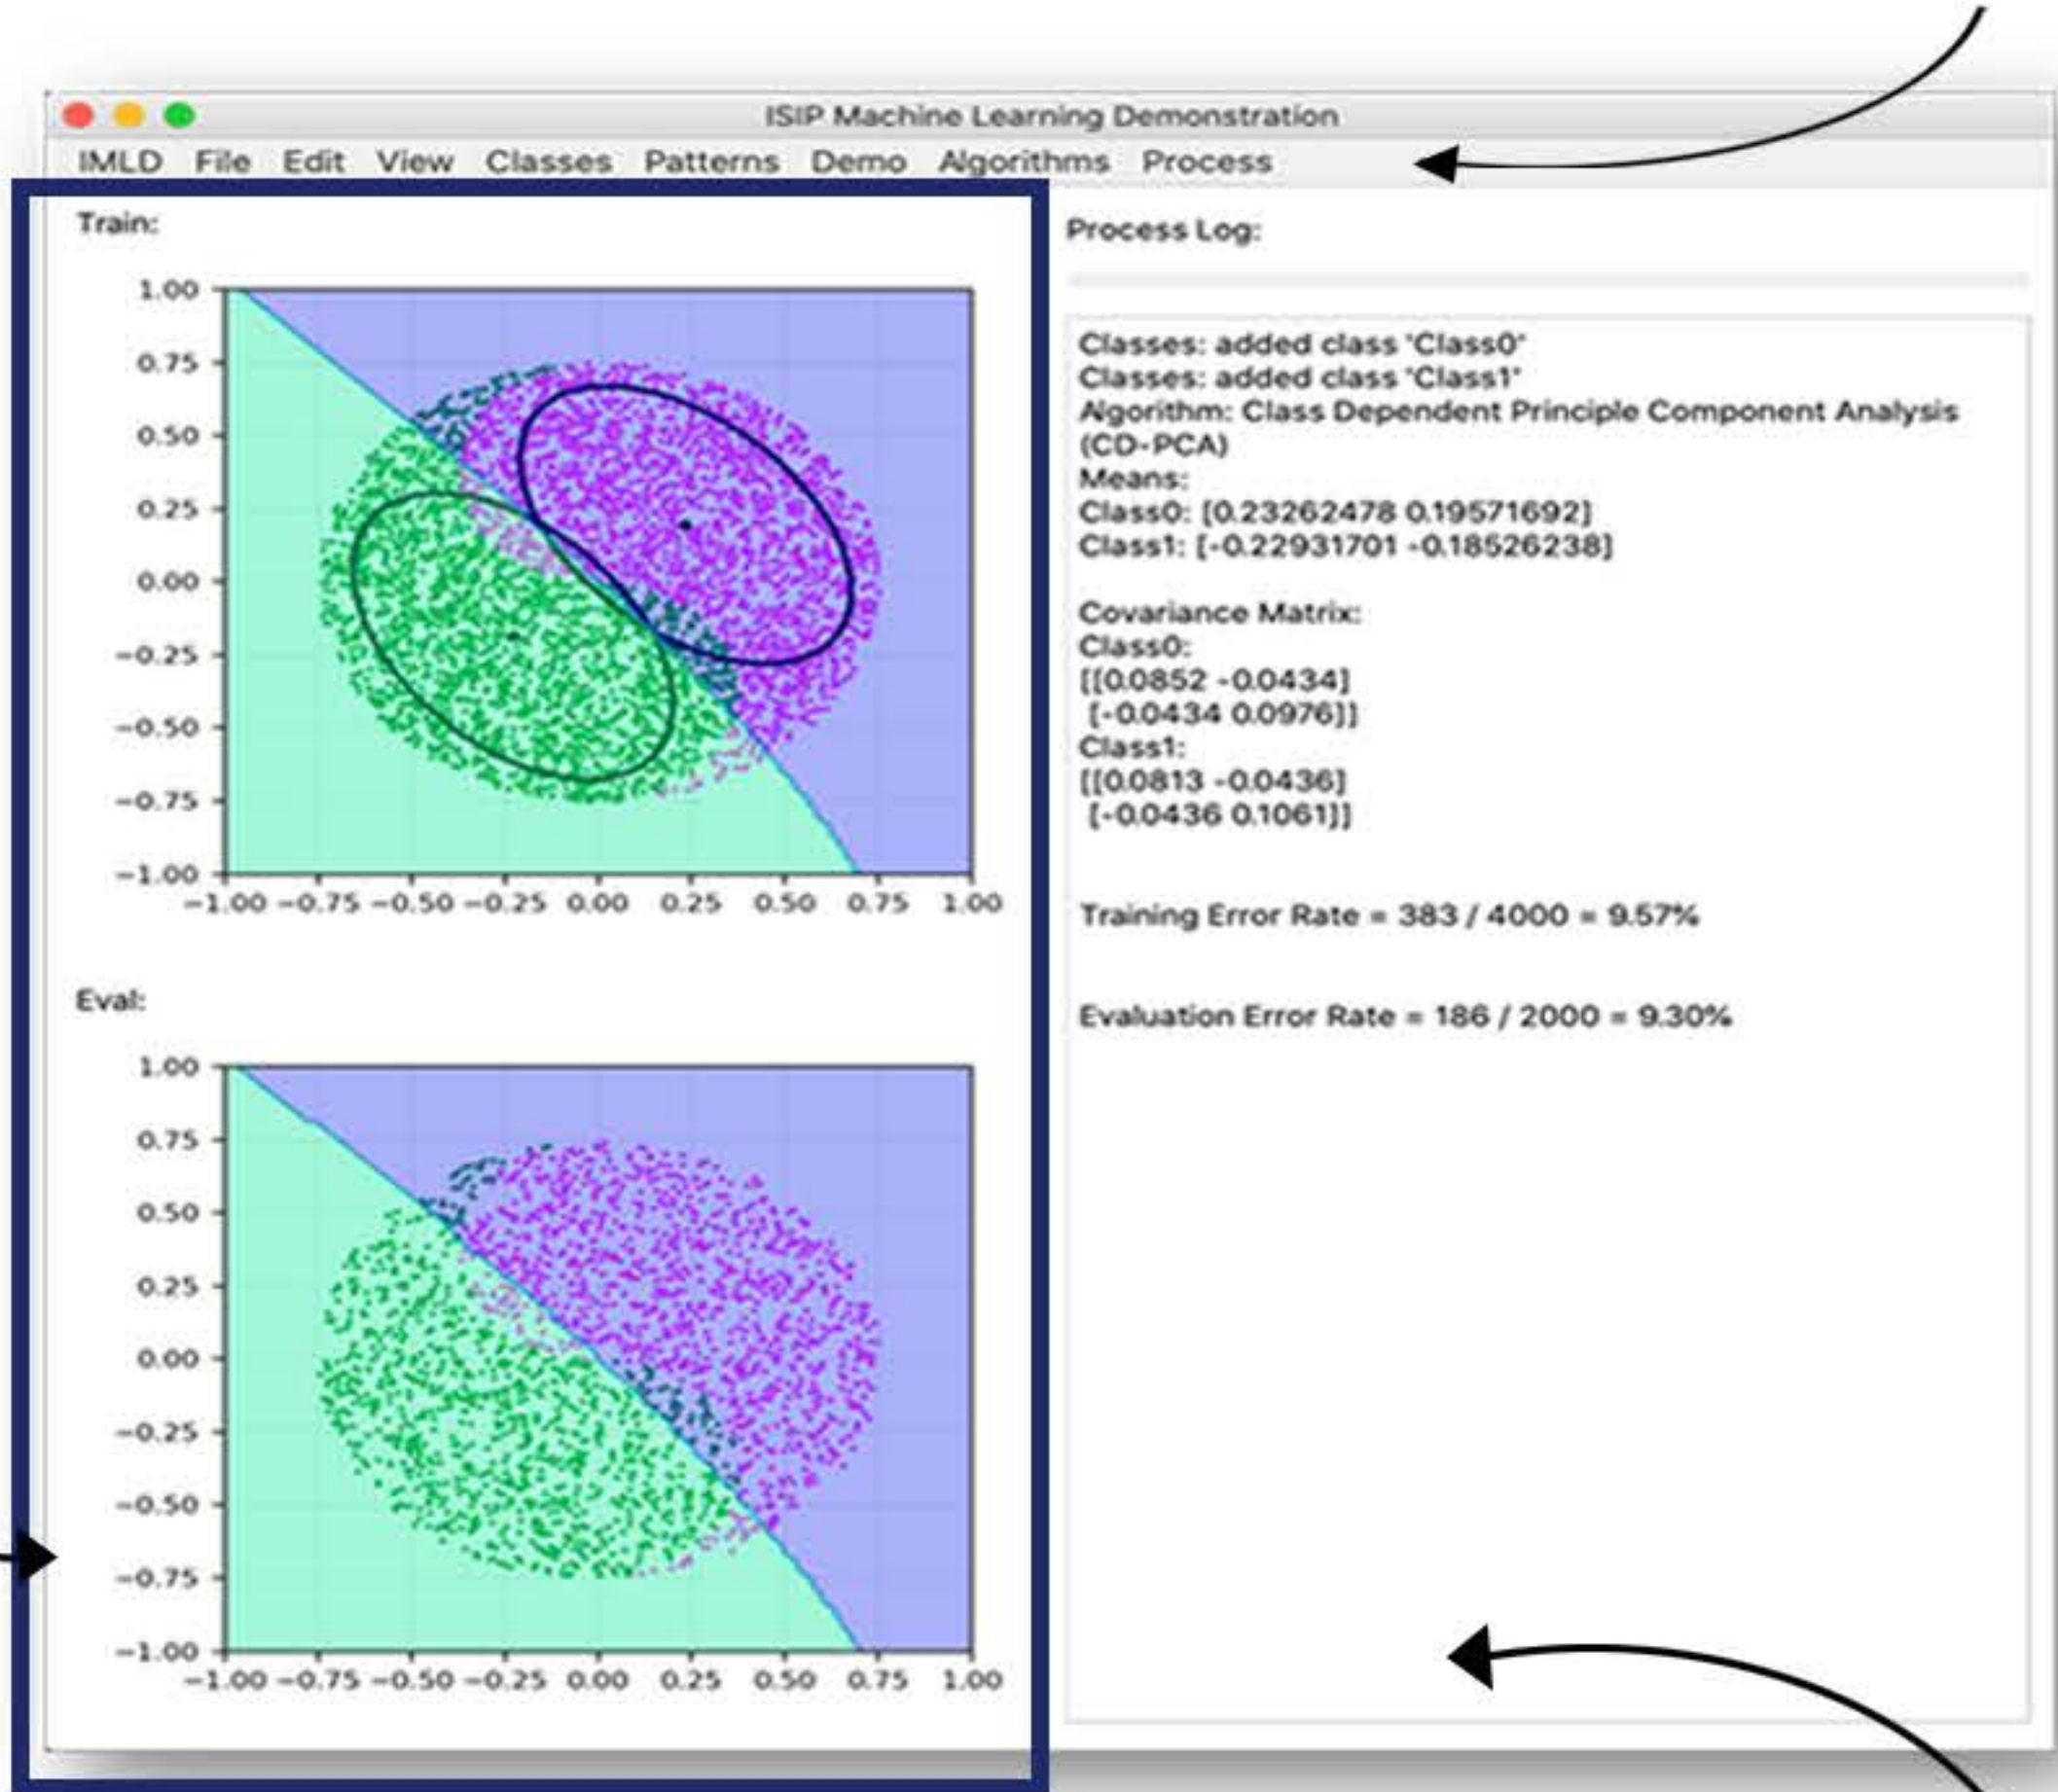 ISIP Machine Learning Demonstration
IMLD File Edit View Classes Patterns Demo Algorithms Process
Train:
1.00
0.75
0.50
0.25
0.00
−0.25
−0.50
−0.75
−1.00
−1.00 −0.75 −0.50 −0.25 0.00 0.25 0.50 0.75 1.00
Eval:
1.00
0.75
0.50
0.25
0.00
−0.25
−0.50
−0.75
−1.00
−1.00 −0.75 −0.50 −0.25 0.00 0.25 0.50 0.75 1.00
Process Log:
Classes: added class 'Class0'
Classes: added class 'Class1'
Algorithm: Class Dependent Principle Component Analysis
(CD-PCA)
Means:
Class0: [0.23262478 0.19571692]
Class1: [-0.22931701 -0.18526238]
Covariance Matrix:
Class0:
[[0.0852 -0.0434]
[-0.0434 0.0976]]
Class1:
[[0.0813 -0.0436]
[-0.0436 0.1061]]
Training Error Rate = 383 / 4000 = 9.57%
Evaluation Error Rate = 186 / 2000 = 9.30%